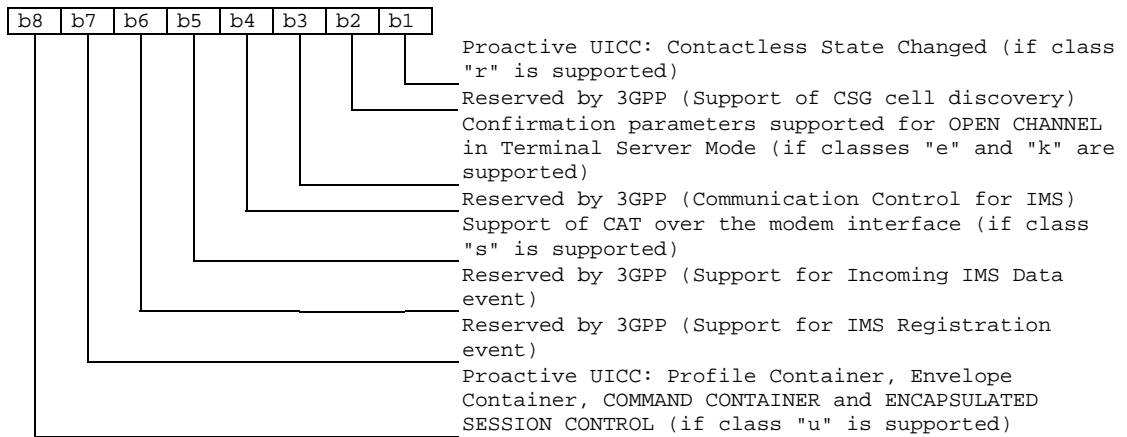 b8 b7 b6 b5 b4 b3 b2 b1
Proactive UICC: Contactless State Changed (if class
"r" is supported)
Reserved by 3GPP (Support of CSG cell discovery)
Confirmation parameters supported for OPEN CHANNEL
in Terminal Server Mode (if classes "e" and "k" are
supported)
Reserved by 3GPP (Communication Control for IMS)
Support of CAT over the modem interface (if class
"s" is supported)
Reserved by 3GPP (Support for Incoming IMS Data
event)
Reserved by 3GPP (Support for IMS Registration
event)
Proactive UICC: Profile Container, Envelope
Container, COMMAND CONTAINER and ENCAPSULATED
SESSION CONTROL (if class "u" is supported)